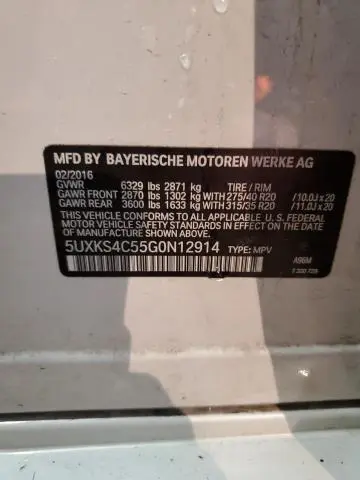 MFD BY BAYERISCHE MOTOREN WERKE AG
02/2016
GVWR 6329 lbs 2871 kg TIRE / RIM
GAWR FRONT 2870 lbs 1302 kg WITH 275/40 R20 /10.0J x 20
GAWR REAR 3600 lbs 1633 kg WITH 315/35 R20 /11.0J x 20
THIS VEHICLE CONFORMS TO ALL APPLICABLE
FEDERAL MOTOR VEHICLE SAFETY STANDARDS IN EFFECT ON THE
DATE OF MANUFACTURE SHOWN ABOVE.
5UXKS4C55G0N12914 TYPE: MPV A96M